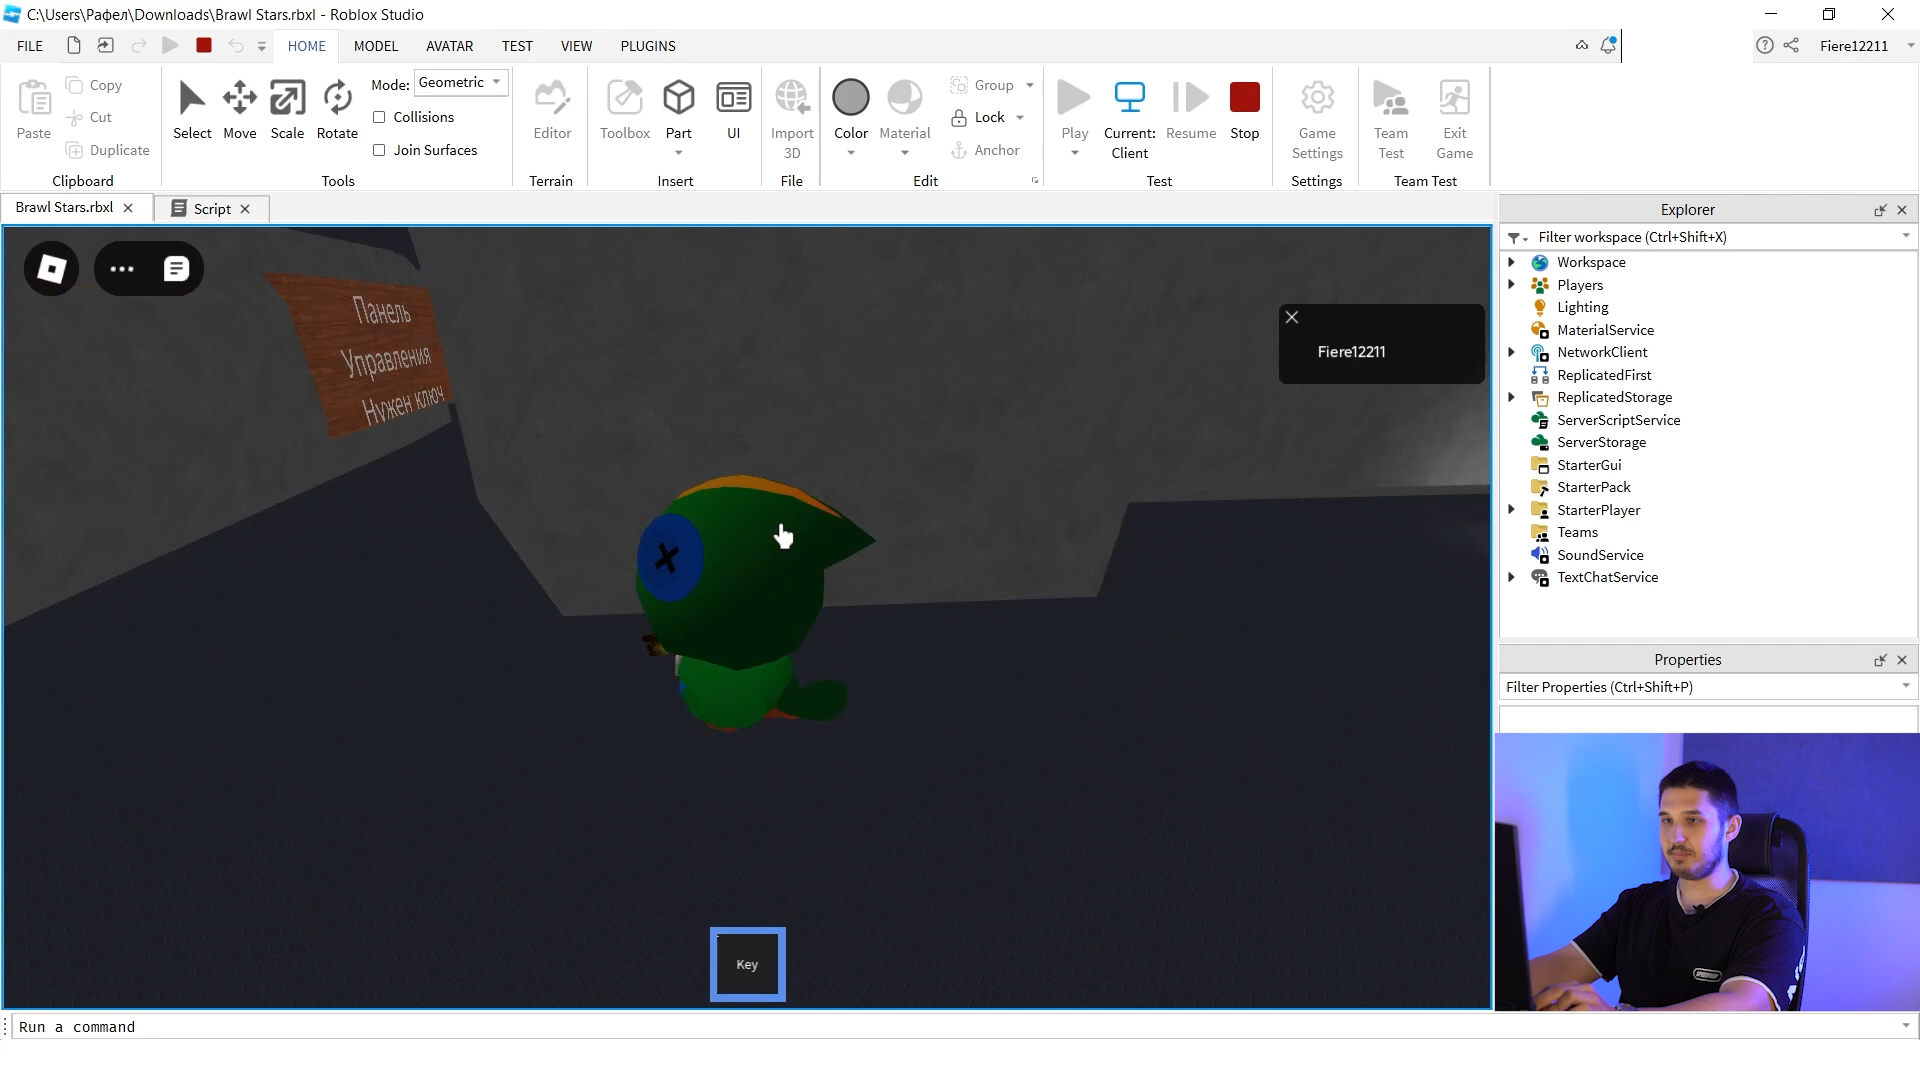 C:\Users\Рафел\Downloads\Brawl Stars.rbxl - Roblox Studio
FILE
HOME
MODEL
AVATAR
TEST
VIEW
PLUGINS
Fiere12211
Paste
Copy
Cut
Duplicate
Clipboard
Select
Move
Scale
Rotate
Mode: Geometric
Collisions
Join Surfaces
Tools
Editor
Terrain
Toolbox
Part
UI
Insert
Import
3D
File
Color
Material
Group
Lock
Anchor
Edit
Play
Current:
Client
Resume
Stop
Test
Game
Settings
Settings
Team
Test
Exit
Game
Team Test
Brawl Stars.rbxl
Script
Панель
Управления
Нужен ключ
Fiere12211
Key
Explorer
Filter workspace (Ctrl+Shift+X)
Workspace
Players
Lighting
MaterialService
NetworkClient
ReplicatedFirst
ReplicatedStorage
ServerScriptService
ServerStorage
StarterGui
StarterPack
StarterPlayer
Teams
SoundService
TextChatService
Properties
Filter Properties (Ctrl+Shift+P)
Run a command